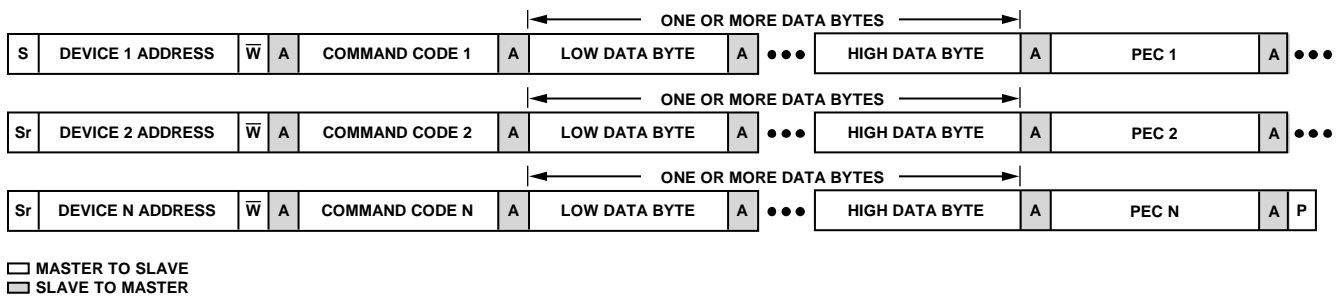 ONE OR MORE DATA BYTES
S DEVICE 1 ADDRESS W̅ A COMMAND CODE 1 A LOW DATA BYTE A ••• HIGH DATA BYTE A PEC 1 A •••
ONE OR MORE DATA BYTES
Sr DEVICE 2 ADDRESS W̅ A COMMAND CODE 2 A LOW DATA BYTE A ••• HIGH DATA BYTE A PEC 2 A •••
ONE OR MORE DATA BYTES
Sr DEVICE N ADDRESS W̅ A COMMAND CODE N A LOW DATA BYTE A ••• HIGH DATA BYTE A PEC N A P
MASTER TO SLAVE
SLAVE TO MASTER